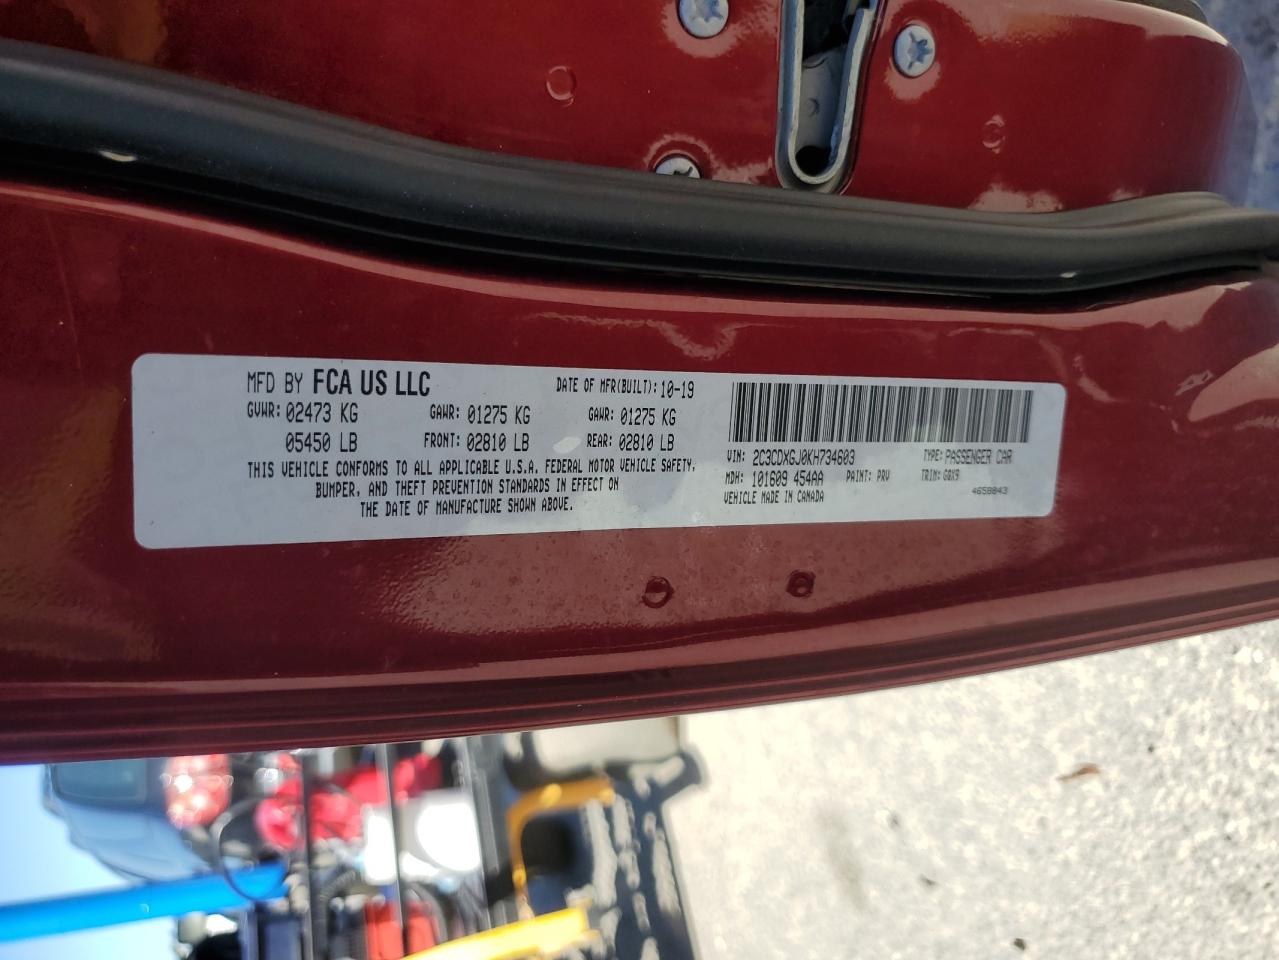 MFD BY FCA US LLC DATE OF MFR(BUILT): 10-19
GVWR: 02473 KG GAWR: 01275 KG GAWR: 01275 KG
05450 LB FRONT: 02810 LB REAR: 02810 LB
THIS VEHICLE CONFORMS TO ALL APPLICABLE U.S.A. FEDERAL MOTOR VEHICLE SAFETY,
BUMPER, AND THEFT PREVENTION STANDARDS IN EFFECT ON
THE DATE OF MANUFACTURE SHOWN ABOVE.
VIN: 2C3CDXGJ0KH734603 TYPE: PASSENGER CAR
MDH: 101609 454AA PAINT: PRV TRIM: GQX9
VEHICLE MADE IN CANADA 4658843